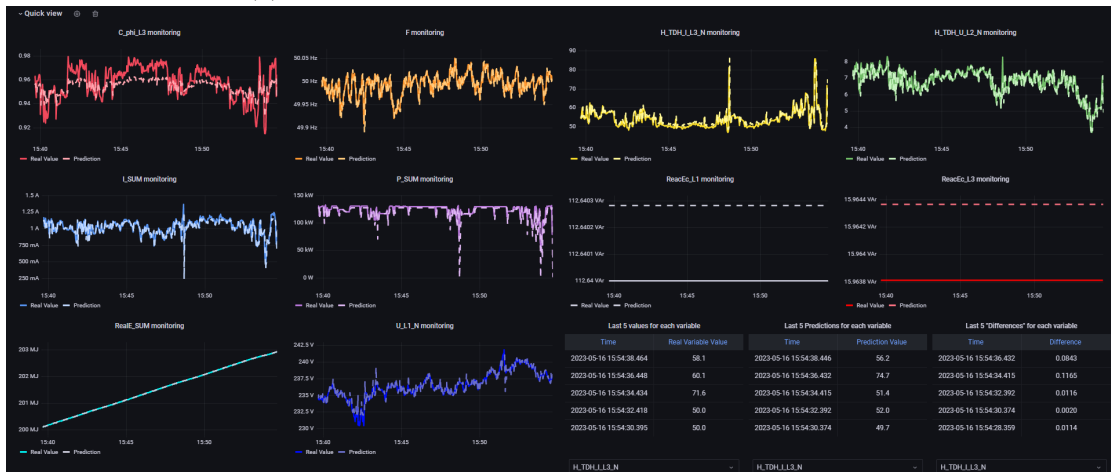 Quick view
C_phi_L3 monitoring
0.98
0.96
0.94
0.92
15:40 15:45 15:50
Real Value Prediction
F monitoring
50.05 Hz
50 Hz
49.95 Hz
49.9 Hz
15:40 15:45 15:50
Real Value Prediction
H_TDH_I_L3_N monitoring
90
80
70
60
50
15:40 15:45 15:50
Real Value Prediction
H_TDH_U_L2_N monitoring
8
7
6
5
4
15:40 15:45 15:50
Real Value Prediction
I_SUM monitoring
1.5 A
1.25 A
1 A
750 mA
500 mA
250 mA
15:40 15:45 15:50
Real Value Prediction
P_SUM monitoring
150 kW
100 kW
50 kW
0 W
15:40 15:45 15:50
Real Value Prediction
ReacEc_L1 monitoring
112.6403 VAr
112.6402 VAr
112.6401 VAr
112.64 VAr
15:40 15:45 15:50
Real Value Prediction
ReacEc_L3 monitoring
15.9644 VAr
15.9642 VAr
15.964 VAr
15.9638 VAr
15:40 15:45 15:50
Real Value Prediction
RealE_SUM monitoring
203 MJ
202 MJ
201 MJ
200 MJ
15:40 15:45 15:50
Real Value Prediction
U_L1_N monitoring
242.5 V
240 V
237.5 V
235 V
232.5 V
230 V
15:40 15:45 15:50
Real Value Prediction
Last 5 values for each variable
Time Real Variable Value
2023-05-16 15:54:38.464 58.1
2023-05-16 15:54:36.448 60.1
2023-05-16 15:54:34.434 71.6
2023-05-16 15:54:32.418 50.0
2023-05-16 15:54:30.395 50.0
H_TDH_I_L3_N
Last 5 Predictions for each variable
Time Prediction Value
2023-05-16 15:54:38.446 56.2
2023-05-16 15:54:36.432 74.7
2023-05-16 15:54:34.415 51.4
2023-05-16 15:54:32.392 52.0
2023-05-16 15:54:30.374 49.7
H_TDH_I_L3_N
Last 5 "Differences" for each variable
Time Difference
2023-05-16 15:54:36.432 0.0843
2023-05-16 15:54:34.415 0.1165
2023-05-16 15:54:32.392 0.0116
2023-05-16 15:54:30.374 0.0020
2023-05-16 15:54:28.359 0.0114
H_TDH_I_L3_N